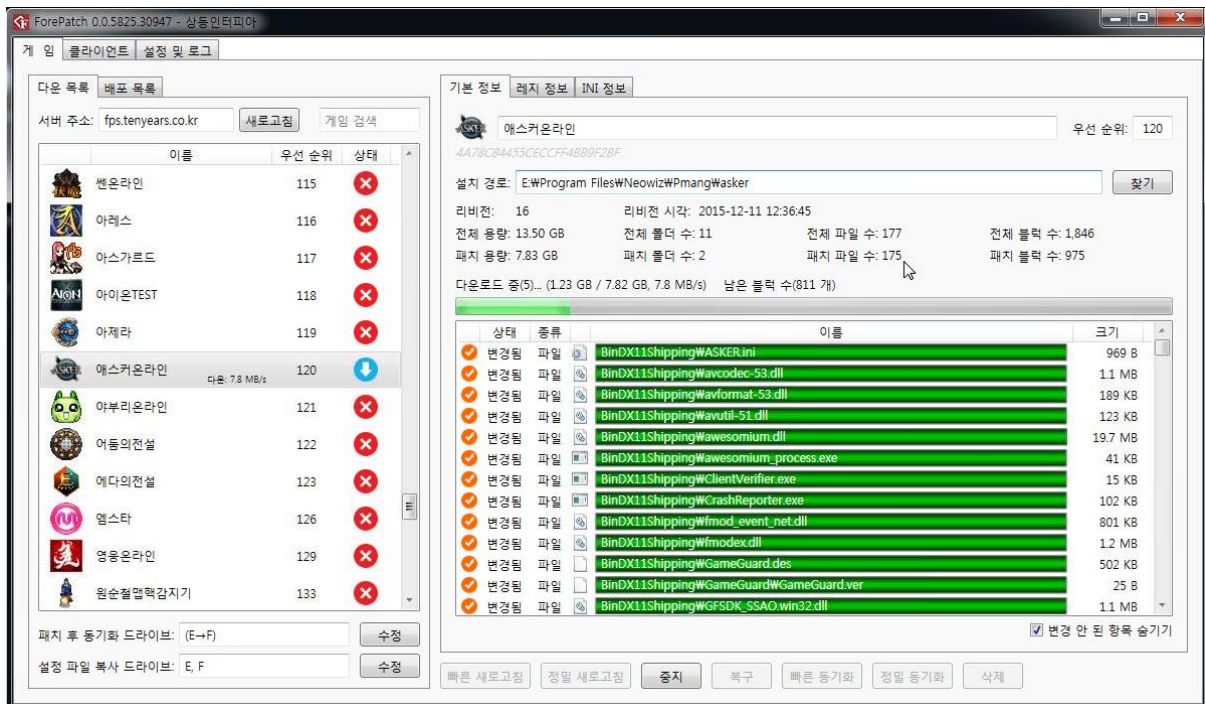 ForePatch 0.0.5825.30947 - 상동인터피아
게 임 클라이언트 설정 및 로그
다운 목록 배포 목록
서버 주소: fps.tenyears.co.kr 새로고침 게임 검색
이름 우선 순위 상태
쎈온라인 115
아레스 116
아스가르드 117
아이온TEST 118
아제라 119
애스커온라인 다운: 7.8 MB/s 120
야부리온라인 121
어둠의전설 122
에다의전설 123
엠스타 126
영웅온라인 129
원순철맵핵감지기 133
패치 후 동기화 드라이브: (E→F) 수정
설정 파일 복사 드라이브: E, F 수정
기본 정보 레지 정보 INI 정보
애스커온라인 우선 순위: 120
4A78C84455CECCFF4BB9F2BF
설치 경로: E:₩Program Files₩Neowiz₩Pmang₩asker 찾기
리비전: 16 리비전 시각: 2015-12-11 12:36:45
전체 용량: 13.50 GB 전체 폴더 수: 11 전체 파일 수: 177 전체 블럭 수: 1,846
패치 용량: 7.83 GB 패치 폴더 수: 2 패치 파일 수: 175 패치 블럭 수: 975
다운로드 중(5)... (1.23 GB / 7.82 GB, 7.8 MB/s) 남은 블럭 수(811 개)
상태 종류 이름 크기
변경됨 파일 BinDX11Shipping₩ASKER.ini 969 B
변경됨 파일 BinDX11Shipping₩avcodec-53.dll 1.1 MB
변경됨 파일 BinDX11Shipping₩avformat-53.dll 189 KB
변경됨 파일 BinDX11Shipping₩avutil-51.dll 123 KB
변경됨 파일 BinDX11Shipping₩awesomium.dll 19.7 MB
변경됨 파일 BinDX11Shipping₩awesomium_process.exe 41 KB
변경됨 파일 BinDX11Shipping₩ClientVerifier.exe 15 KB
변경됨 파일 BinDX11Shipping₩CrashReporter.exe 102 KB
변경됨 파일 BinDX11Shipping₩fmod_event_net.dll 801 KB
변경됨 파일 BinDX11Shipping₩fmodex.dll 1.2 MB
변경됨 파일 BinDX11Shipping₩GameGuard.des 502 KB
변경됨 파일 BinDX11Shipping₩GameGuard₩GameGuard.ver 25 B
변경됨 파일 BinDX11Shipping₩GFSDK_SSAO.win32.dll 1.1 MB
변경 안 된 항목 숨기기
빠른 새로고침 정밀 새로고침 중지 복구 빠른 동기화 정밀 동기화 삭제